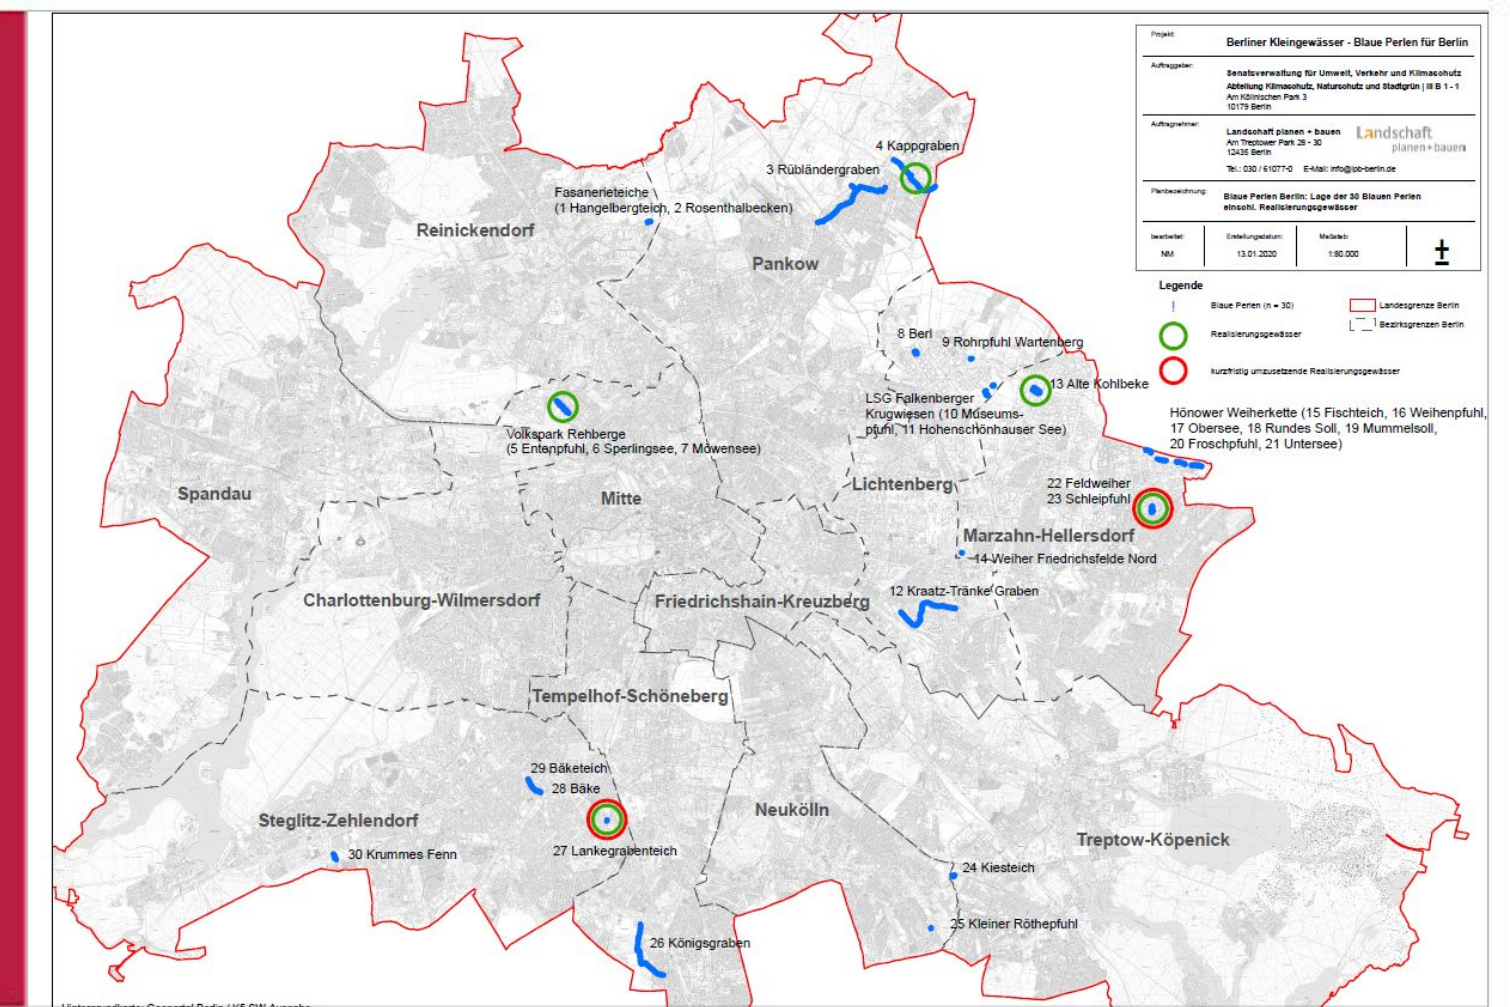 Projekt:
Berliner Kleingewässer - Blaue Perlen für Berlin
Auftraggeber:
Senatsverwaltung für Umwelt, Verkehr und Klimaschutz
Abteilung Klimaschutz, Naturschutz und Stadtgrün | III B 1 - 1
Am Köllnischen Park 3
10179 Berlin
Auftragnehmer:
Landschaft planen + bauen
Am Treptower Park 28 - 30
12435 Berlin
Tel.: 030 / 61077-0 E-Mail: info@lpb-berlin.de
Landschaft
planen + bauen
Planbezeichnung:
Blaue Perlen Berlin: Lage der 30 Blauen Perlen
einschl. Realisierungsgewässer
bearbeitet:
NM
Erstellungsdatum:
13.01.2020
Maßstab:
1:80.000
Legende
Blaue Perlen (n = 30)
Realisierungsgewässer
kurzfristig umzusetzende Realisierungsgewässer
Landesgrenze Berlin
Bezirksgrenzen Berlin
4 Kappgraben
3 Rübländergraben
Fasanerieteiche
(1 Hangelbergteich, 2 Rosenthalbecken)
Reinickendorf
Pankow
8 Berl
9 Rohrpfuhl Wartenberg
13 Alte Kohlbeke
LSG Falkenberger
Krugwiesen (10 Museums-
pfuhl, 11 Hohenschönhauser See)
Hönower Weiherkette (15 Fischteich, 16 Weihenpfuhl,
17 Obersee, 18 Rundes Soll, 19 Mummelsoll,
20 Froschpfuhl, 21 Untersee)
Volkspark Rehberge
(5 Entenpfuhl, 6 Sperlingsee, 7 Möwensee)
Spandau
Mitte
Lichtenberg
22 Feldweiher
23 Schleipfuhl
Marzahn-Hellersdorf
14 Weiher Friedrichsfelde Nord
12 Kraatz-Tränke Graben
Charlottenburg-Wilmersdorf
Friedrichshain-Kreuzberg
Tempelhof-Schöneberg
29 Bäketeich
28 Bäke
Steglitz-Zehlendorf
Neukölln
Treptow-Köpenick
27 Lankegrabenteich
30 Krummes Fenn
24 Kiesteich
25 Kleiner Röthepfuhl
26 Königsgraben